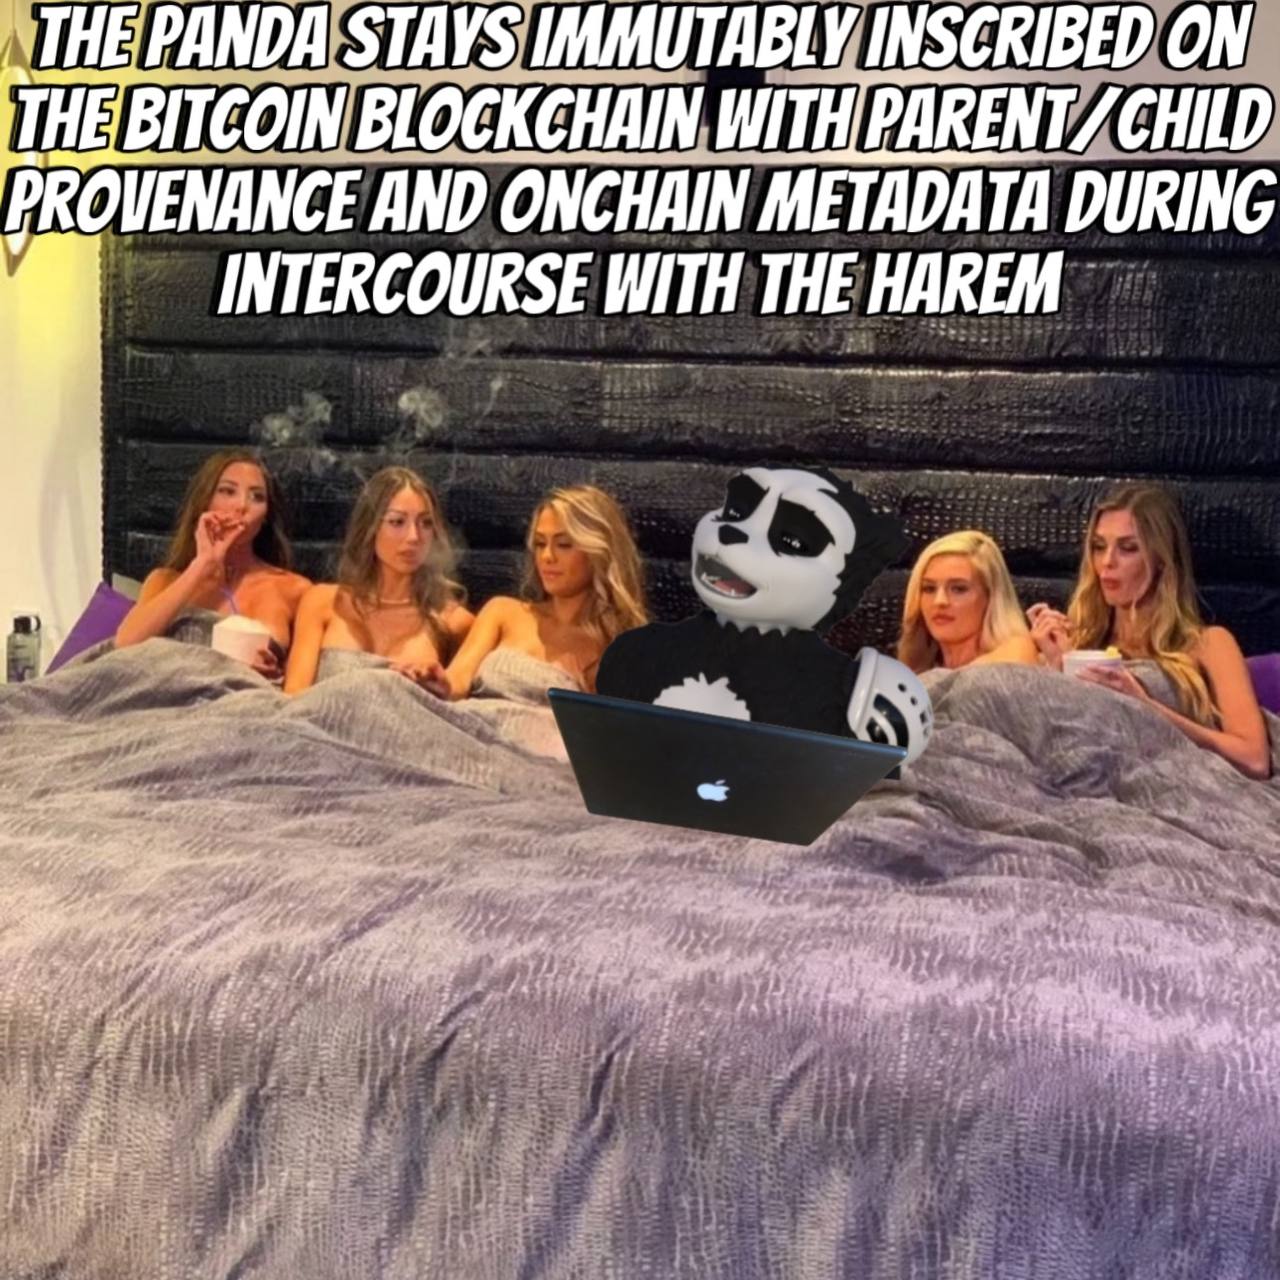 THE PANDA STAYS IMMUTABLY INSCRIBED ON
THE BITCOIN BLOCKCHAIN WITH PARENT/CHILD
PROVENANCE AND ONCHAIN METADATA DURING
INTERCOURSE WITH THE HAREM